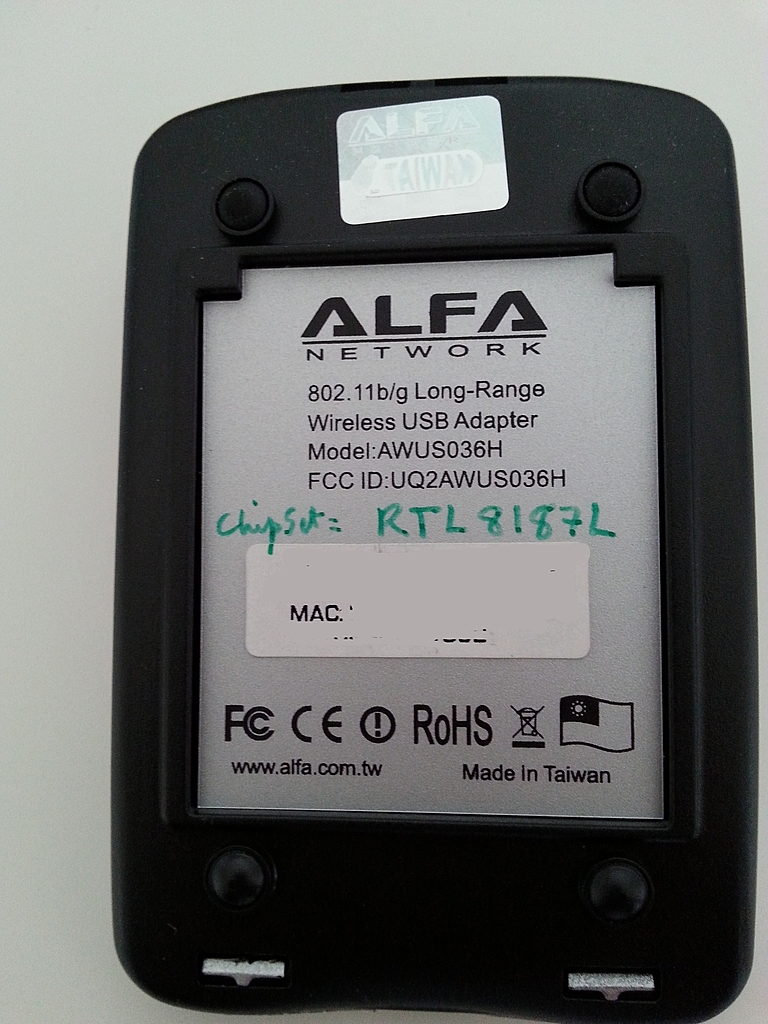 ALFA
TAIWAN
ALFA
NETWORK
802.11b/g Long-Range
Wireless USB Adapter
Model:AWUS036H
FCC ID:UQ2AWUS036H
chipset= RTL8187L
MAC:
FC CE RoHS
www.alfa.com.tw Made In Taiwan